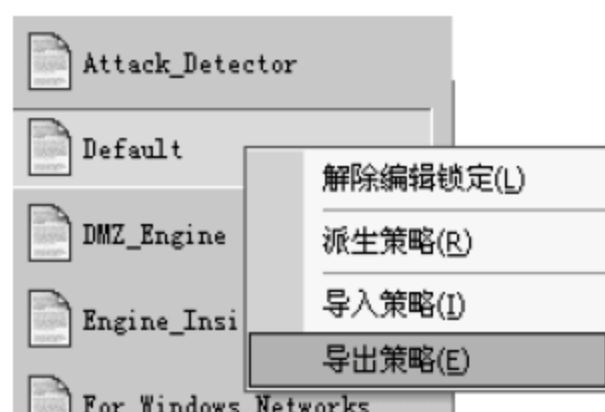 Attack_Detector
Default
解除编辑锁定(L)
派生策略(R)
DMZ_Engine
导入策略(I)
Engine_Insi
导出策略(E)
For Windows Networks